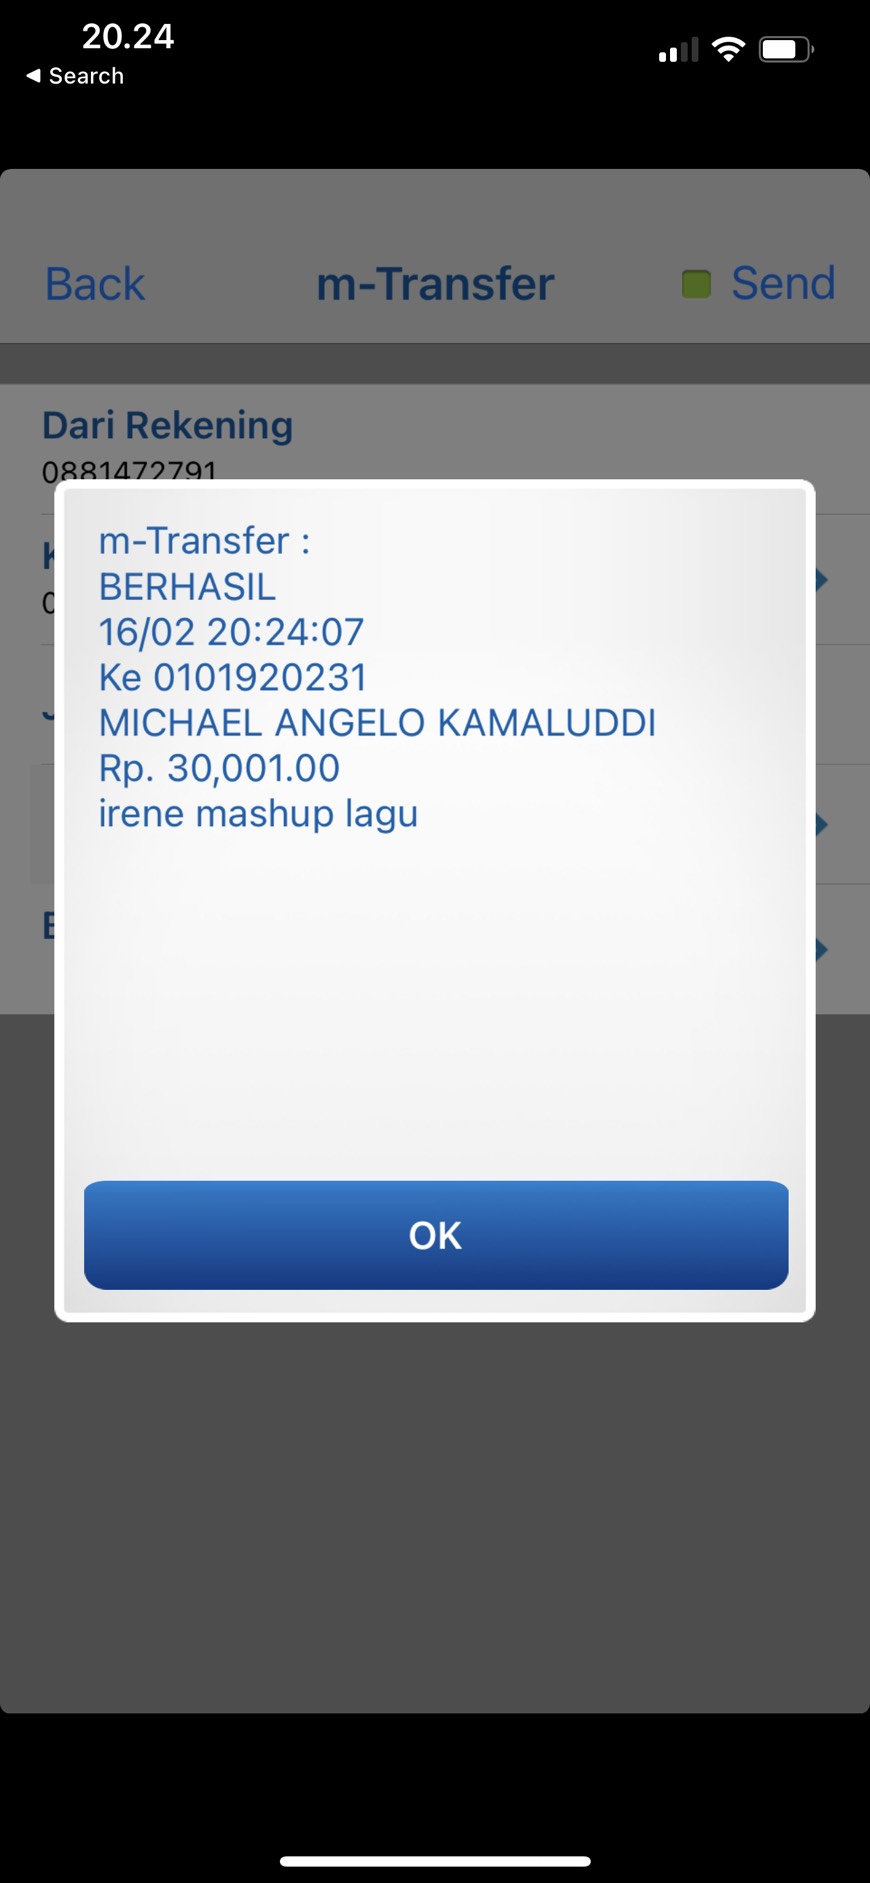 20.24
Search
Back
m-Transfer
Send
Dari Rekening
0881472791
m-Transfer :
BERHASIL
16/02 20:24:07
Ke 0101920231
MICHAEL ANGELO KAMALUDDI
Rp. 30,001.00
irene mashup lagu
OK